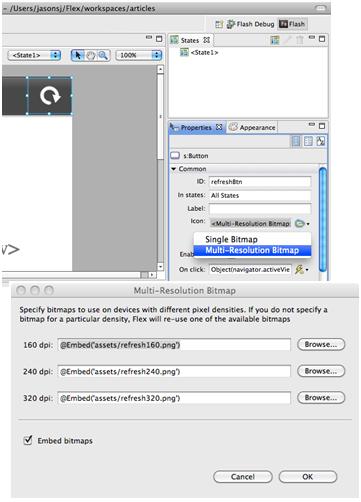 - /Users/jasonsj/Flex/workspaces/articles
Flash Debug Fs Flash
<State1> 100%
States
<State1>
Properties Appearance
s:Button
Common
ID: refreshBtn
In states: All States
Label:
Icon: <Multi-Resolution Bitmap
Single Bitmap
Multi-Resolution Bitmap
Enab
On click: Object(navigator.activeVie
v>
Multi-Resolution Bitmap
Specify bitmaps to use on devices with different pixel densities. If you do not specify a
bitmap for a particular density, Flex will re-use one of the available bitmaps
160 dpi: @Embed('assets/refresh160.png') Browse...
240 dpi: @Embed('assets/refresh240.png') Browse...
320 dpi: @Embed('assets/refresh320.png') Browse...
Embed bitmaps
Cancel OK